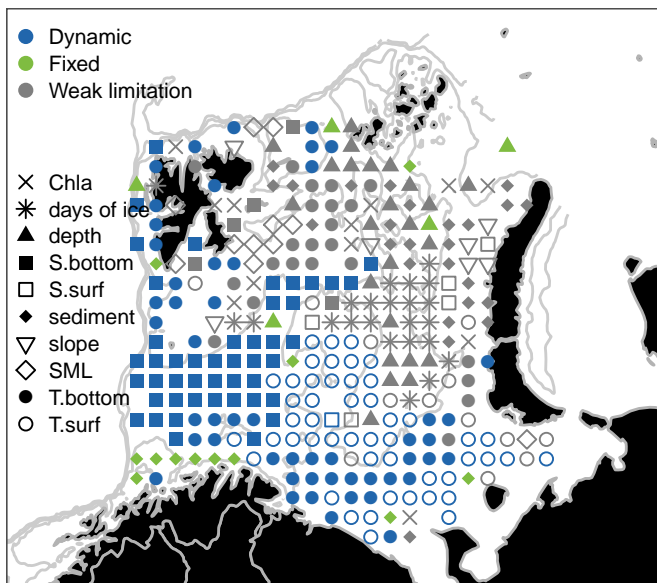 Dynamic
Fixed
Weak limitation
Chla
days of ice
depth
S.bottom
S.surf
sediment
slope
SML
T.bottom
T.surf